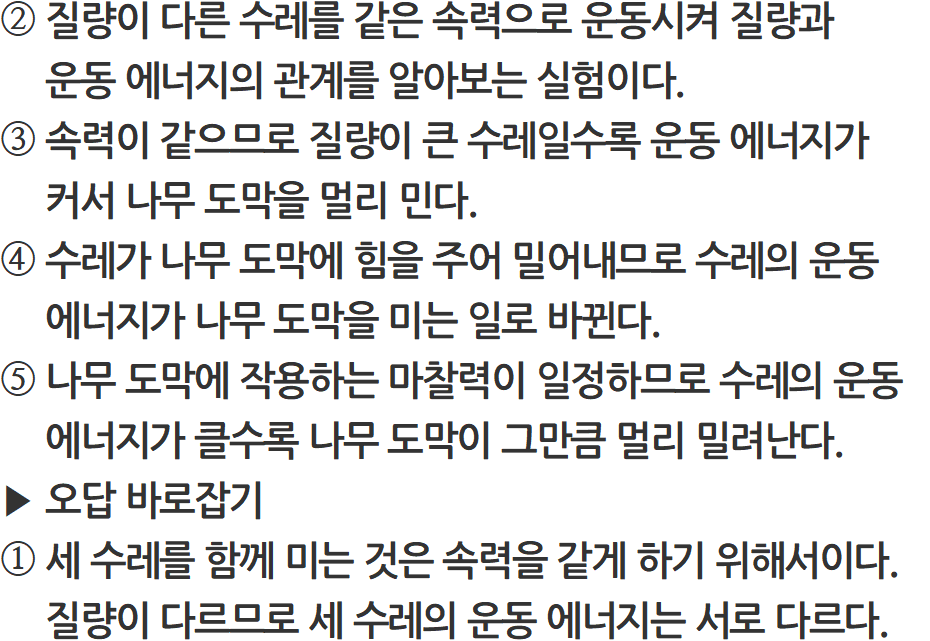 ② 질량이 다른 수레를 같은 속력으로 운동시켜 질량과
운동 에너지의 관계를 알아보는 실험이다.
③ 속력이 같으므로 질량이 큰 수레일수록 운동 에너지가
커서 나무 도막을 멀리 민다.
④ 수레가 나무 도막에 힘을 주어 밀어내므로 수레의 운동
에너지가 나무 도막을 미는 일로 바뀐다.
⑤ 나무 도막에 작용하는 마찰력이 일정하므로 수레의 운동
에너지가 클수록 나무 도막이 그만큼 멀리 밀려난다.
▶ 오답 바로잡기
① 세 수레를 함께 미는 것은 속력을 같게 하기 위해서이다.
질량이 다르므로 세 수레의 운동 에너지는 서로 다르다.